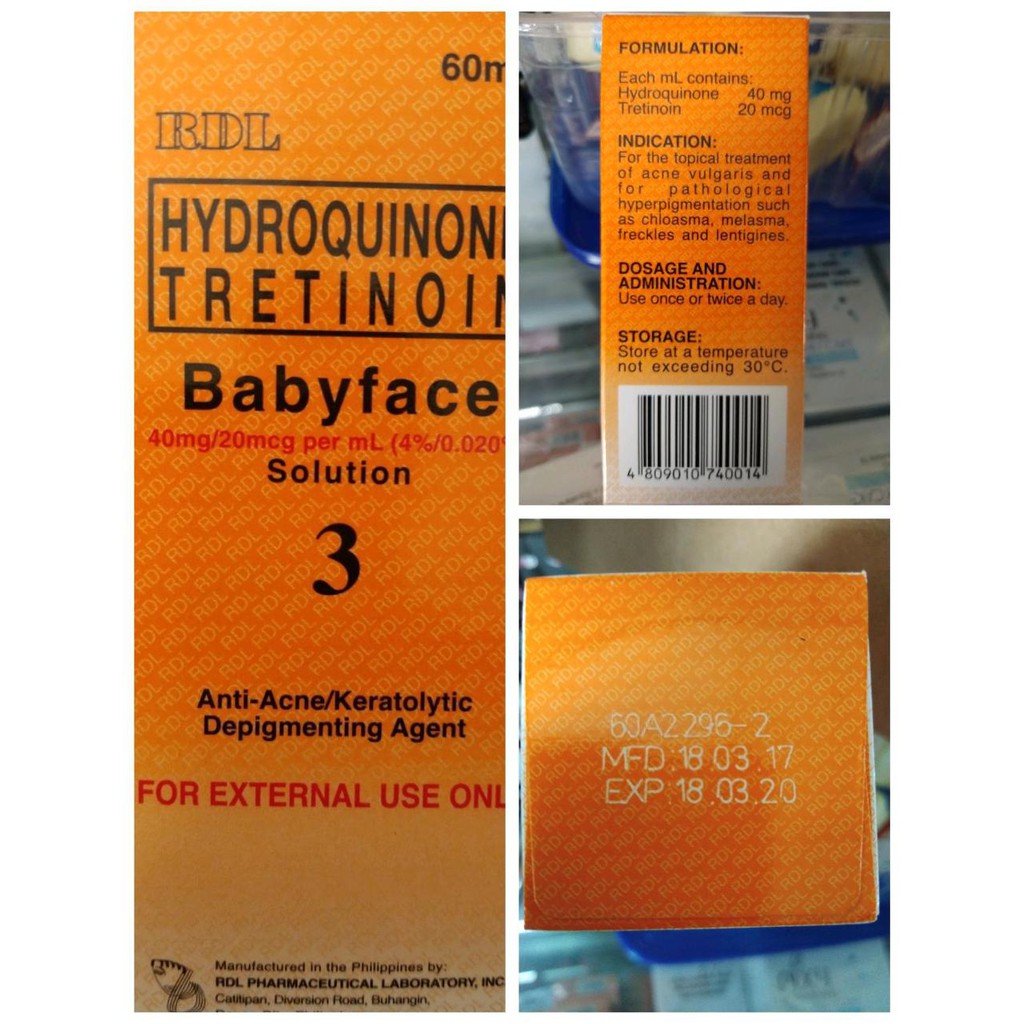 60m
RDL
HYDROQUINON
TRETINOI
Babyface
40mg/20mcg per mL (4%/0.020
Solution
3
Anti-Acne/Keratolytic
Depigmenting Agent
FOR EXTERNAL USE ONL
Manufactured in the Philippines by:
RDL PHARMACEUTICAL LABORATORY, INC
Catitipan, Diversion Road, Buhangin,
FORMULATION:
Each mL contains:
Hydroquinone 40 mg
Tretinoin 20 mcg
INDICATION:
For the topical treatment
of acne vulgaris and
for pathological
hyperpigmentation such
as chloasma, melasma,
freckles and lentigines.
DOSAGE AND
ADMINISTRATION:
Use once or twice a day.
STORAGE:
Store at a temperature
not exceeding 30°C.
4 809010 740014
60A2296-2
MFD 18.03.17
EXP 18.03.20